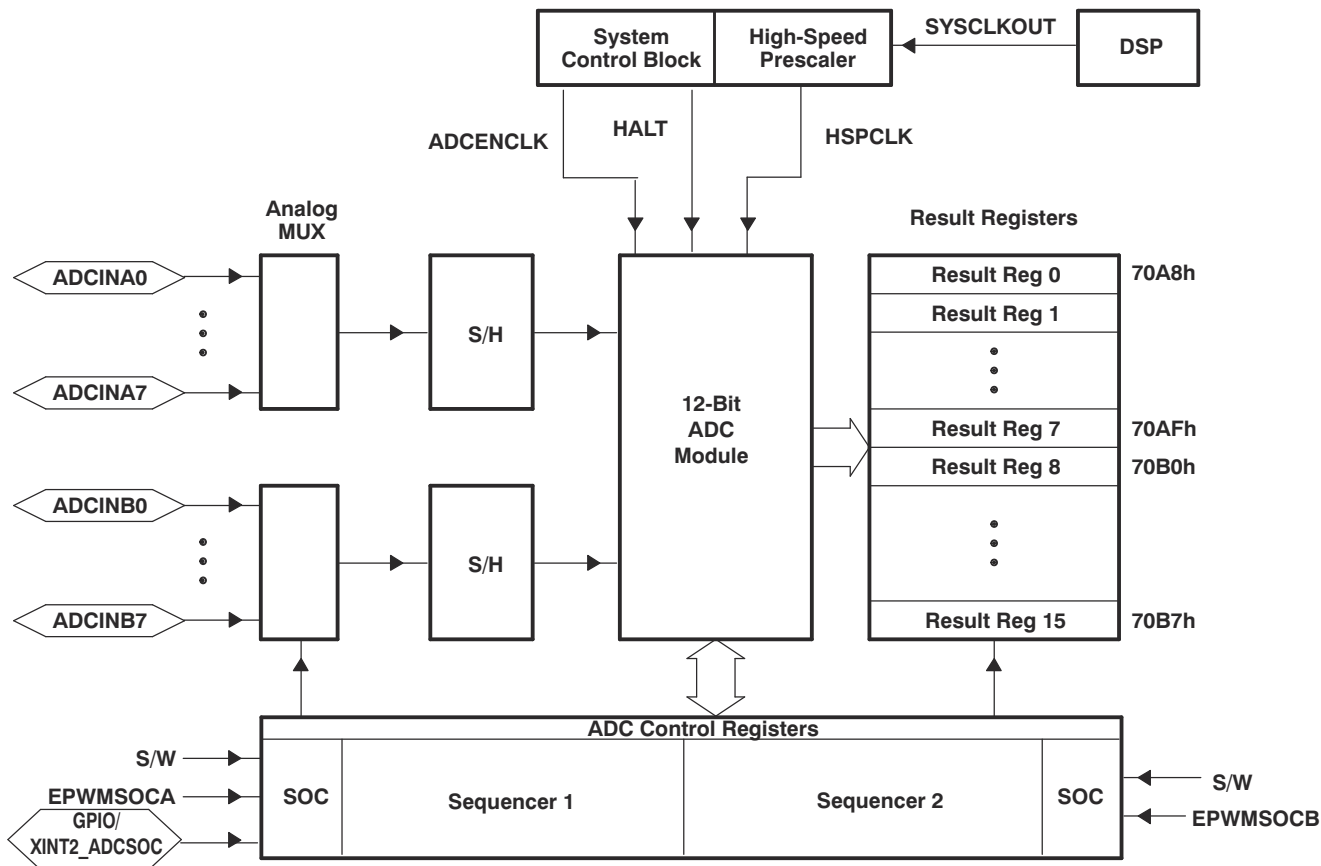 System
Control Block
High-Speed
Prescaler
SYSCLKOUT
DSP
ADCENCLK
HALT
HSPCLK
Analog
MUX
Result Registers
ADCINA0
ADCINA7
S/H
12-Bit
ADC
Module
Result Reg 0
70A8h
Result Reg 1
Result Reg 7
70AFh
Result Reg 8
70B0h
ADCINB0
ADCINB7
S/H
Result Reg 15
70B7h
ADC Control Registers
S/W
EPWMSOCA
GPIO/
XINT2_ADCSOC
SOC
Sequencer 1
Sequencer 2
SOC
S/W
EPWMSOCB